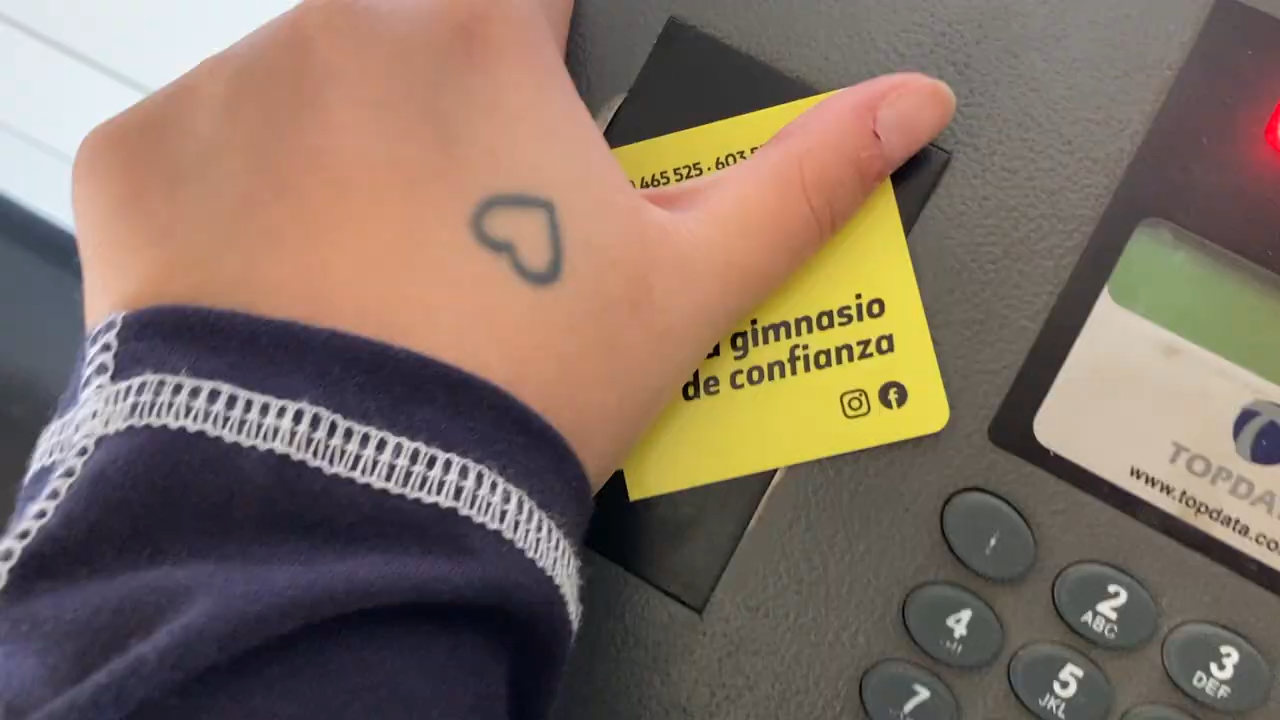 465 525 · 603
gimnasio
de confianza
TOPDA
www.topdata.co
2
ABC
3
DEF
4
5
JKL
7